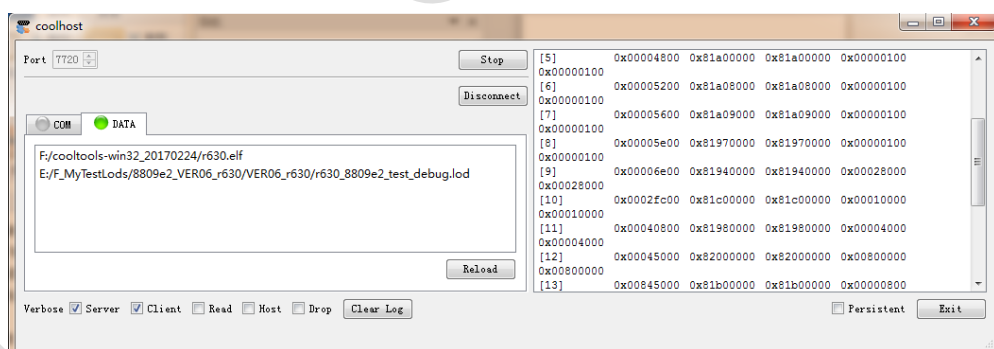 coolhost
Port 7720
Stop
Disconnect
COM DATA
F:/cooltools-win32_20170224/r630.elf
E:/F_MyTestLods/8809e2_VER06_r630/VER06_r630/r630_8809e2_test_debug.lod
Reload
[5] 0x00004800 0x81a00000 0x81a00000 0x00000100
0x00000100
[6] 0x00005200 0x81a08000 0x81a08000 0x00000100
0x00000100
[7] 0x00005600 0x81a09000 0x81a09000 0x00000100
0x00000100
[8] 0x00005e00 0x81970000 0x81970000 0x00000100
0x00000100
[9] 0x00006e00 0x81940000 0x81940000 0x00028000
0x00028000
[10] 0x0002fc00 0x81c00000 0x81c00000 0x00010000
0x00010000
[11] 0x00040800 0x81980000 0x81980000 0x00004000
0x00004000
[12] 0x00045000 0x82000000 0x82000000 0x00800000
0x00800000
[13] 0x00845000 0x81b00000 0x81b00000 0x00000800
Verbose Server Client Read Host Drop Clear Log
Persistent Exit